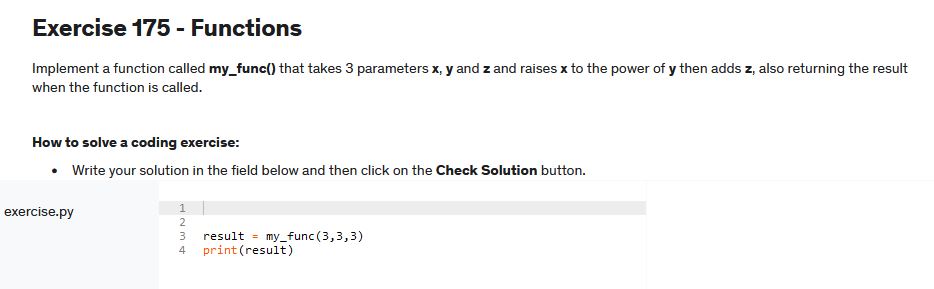 Exercise 175 - Functions
Implement a function called my_func() that takes 3 parameters x, y and z and raises x to the power of y then adds z, also returning the result
when the function is called.
How to solve a coding exercise:
• Write your solution in the field below and then click on the Check Solution button.
exercise.py
1
2
3 result = my_func(3,3,3)
4 print(result)